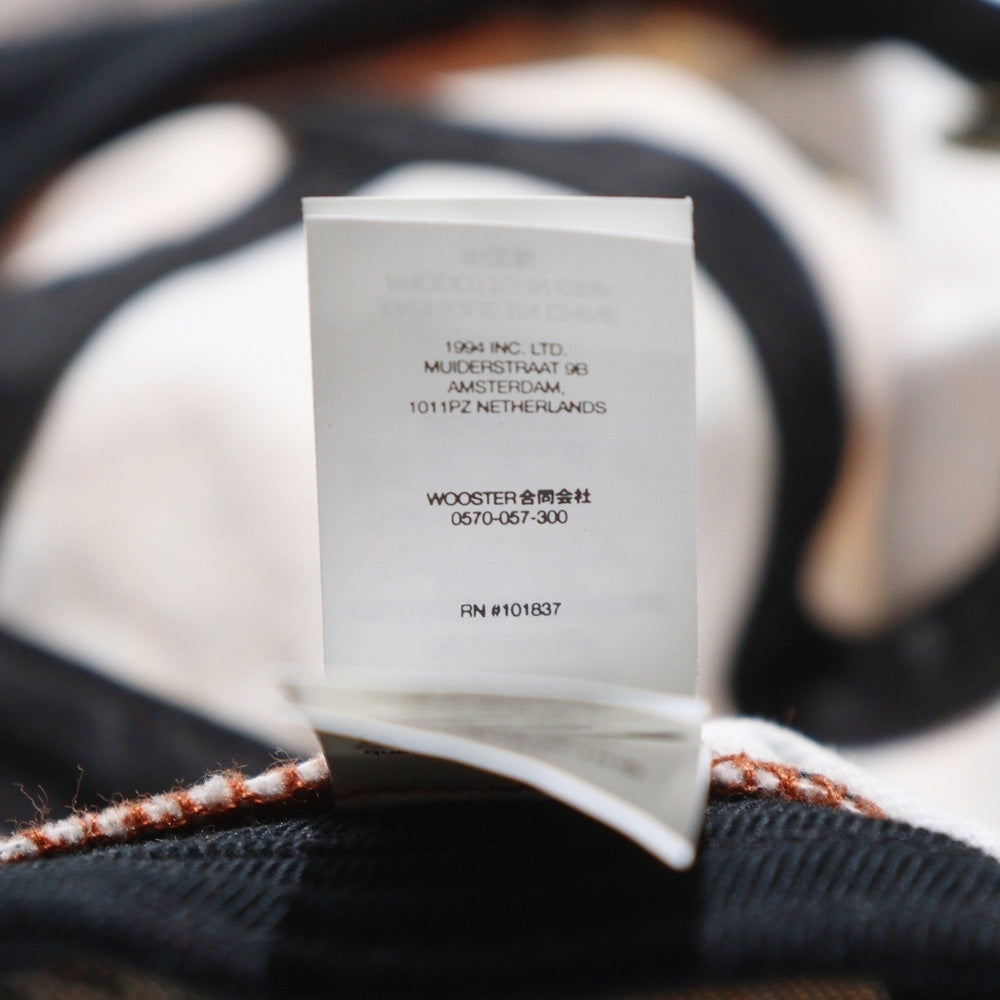 1994 INC. LTD.
MUIDERSTRAAT 9B
AMSTERDAM,
1011PZ NETHERLANDS
WOOSTER合同会社
0570-057-300
RN #101837